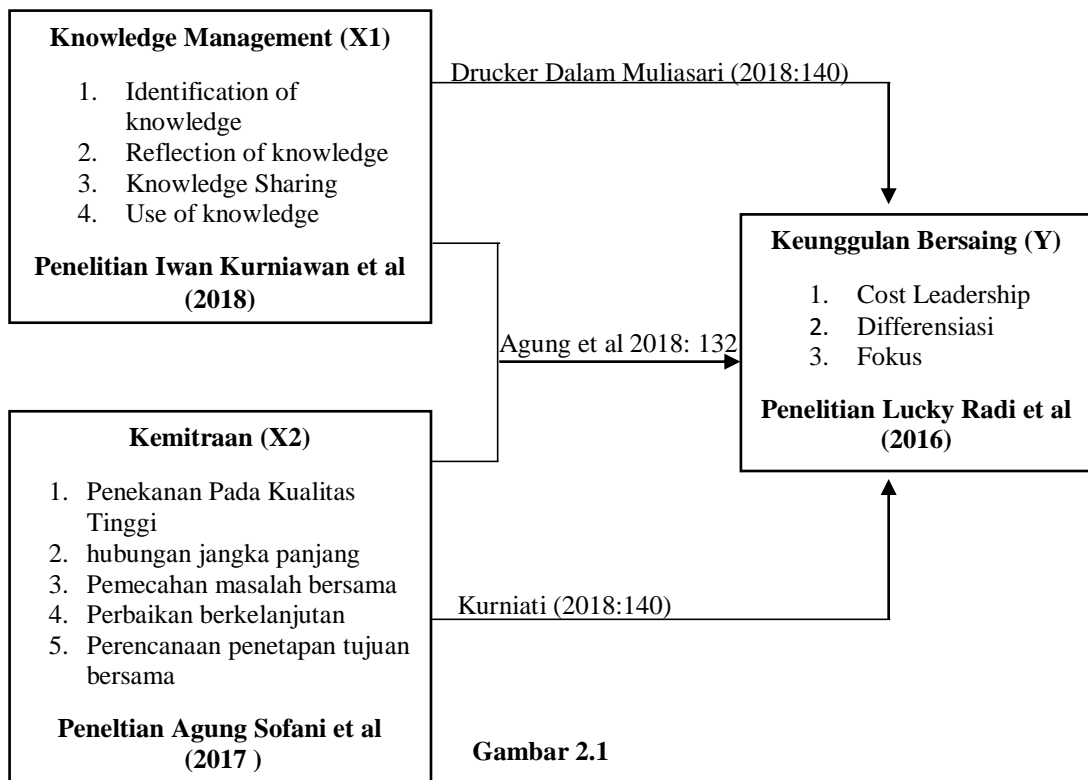 Knowledge Management (X1)
1. Identification of
knowledge
2. Reflection of knowledge
3. Knowledge Sharing
4. Use of knowledge
Penelitian Iwan Kurniawan et al
(2018)
Drucker Dalam Muliasari (2018:140)
Agung et al 2018: 132
Keunggulan Bersaing (Y)
1. Cost Leadership
2. Differensiasi
3. Fokus
Penelitian Lucky Radi et al
(2016)
Kemitraan (X2)
1. Penekanan Pada Kualitas
Tinggi
2. hubungan jangka panjang
3. Pemecahan masalah bersama
4. Perbaikan berkelanjutan
5. Perencanaan penetapan tujuan
bersama
Peneltian Agung Sofani et al
(2017 )
Kurniati (2018:140)
Gambar 2.1